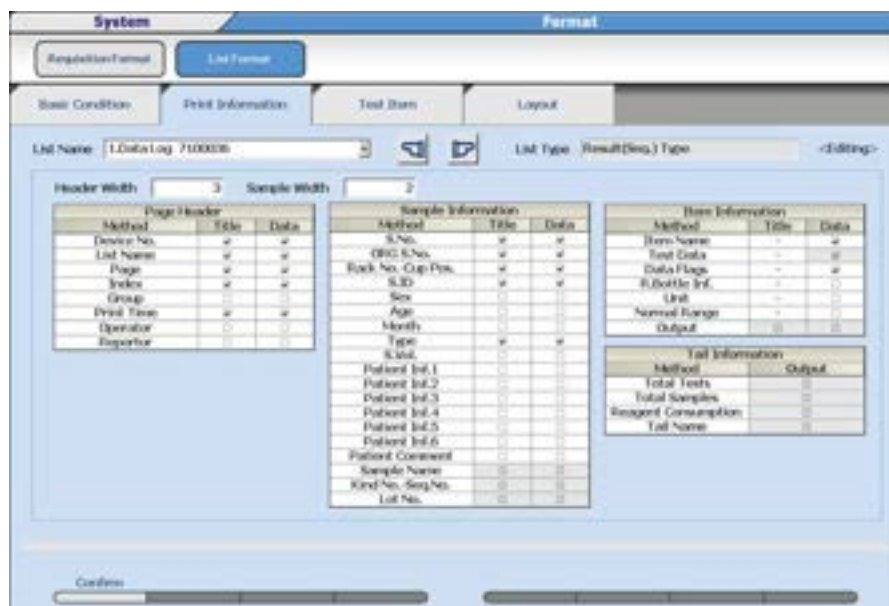 System Format
Requisition Format List Format
Basic Condition Print Information Test Item Layout
List Name List Type Result(Seq.) Type <Editing>
Header Width 3 Sample Width 2
Page Header
Method Title Data
Device No.
List Name
Page
Index
Group
Print Time
Operator
Reporter
Sample Information
Method Title Data
S.No.
ORG S.No.
Rack No.-Cup Pos.
S.ID
Sex
Age
Month
Type
S.Vol.
Patient Inf.1
Patient Inf.2
Patient Inf.3
Patient Inf.4
Patient Inf.5
Patient Inf.6
Patient Comment
Sample Name
Kind No.-Seq.No.
Lot No.
Item Information
Method Title Data
Item Name
Test Data
Data Flags
R.Bottle Inf.
Unit
Normal Range
Output
Tail Information
Method Output
Total Tests
Total Samples
Reagent Consumption
Tail Name
Confirm